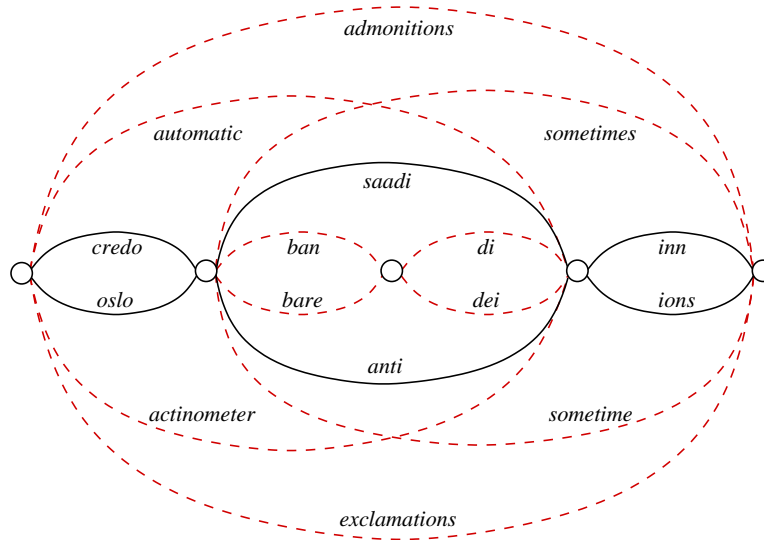 admonitions
automatic
sometimes
saadi
credo
ban
di
inn
oslo
bare
dei
ions
anti
actinometer
sometime
exclamations